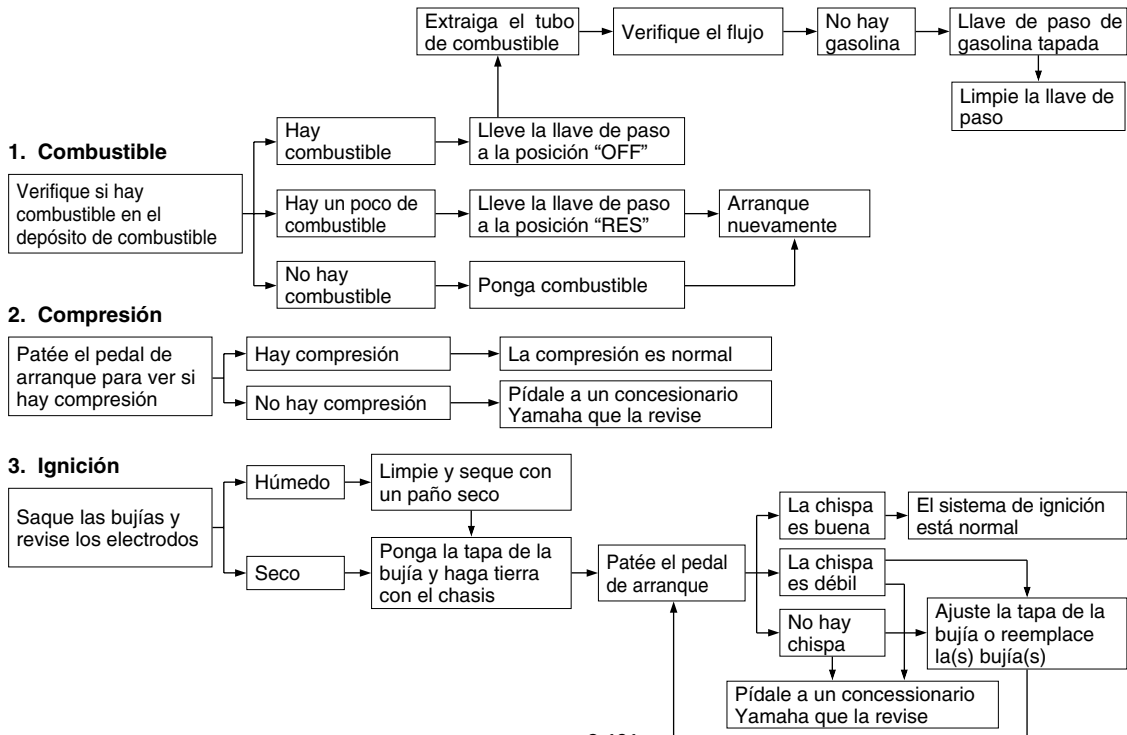 Extraiga el tubo
de combustible
Verifique el flujo
No hay
gasolina
Llave de paso de
gasolina tapada
Limpie la llave de
paso
1. Combustible
Verifique si hay
combustible en el
depósito de combustible
Hay
combustible
Lleve la llave de paso
a la posición “OFF”
Hay un poco de
combustible
Lleve la llave de paso
a la posición “RES”
Arranque
nuevamente
No hay
combustible
Ponga combustible
2. Compresión
Patée el pedal de
arranque para ver si
hay compresión
Hay compresión
La compresión es normal
No hay compresión
Pídale a un concesionario
Yamaha que la revise
3. Ignición
Saque las bujías y
revise los electrodos
Húmedo
Limpie y seque con
un paño seco
Seco
Ponga la tapa de la
bujía y haga tierra
con el chasis
Patée el pedal
de arranque
La chispa
es buena
El sistema de ignición
está normal
La chispa
es débil
No hay
chispa
Ajuste la tapa de la
bujía o reemplace
la(s) bujía(s)
Pídale a un concessionario
Yamaha que la revise